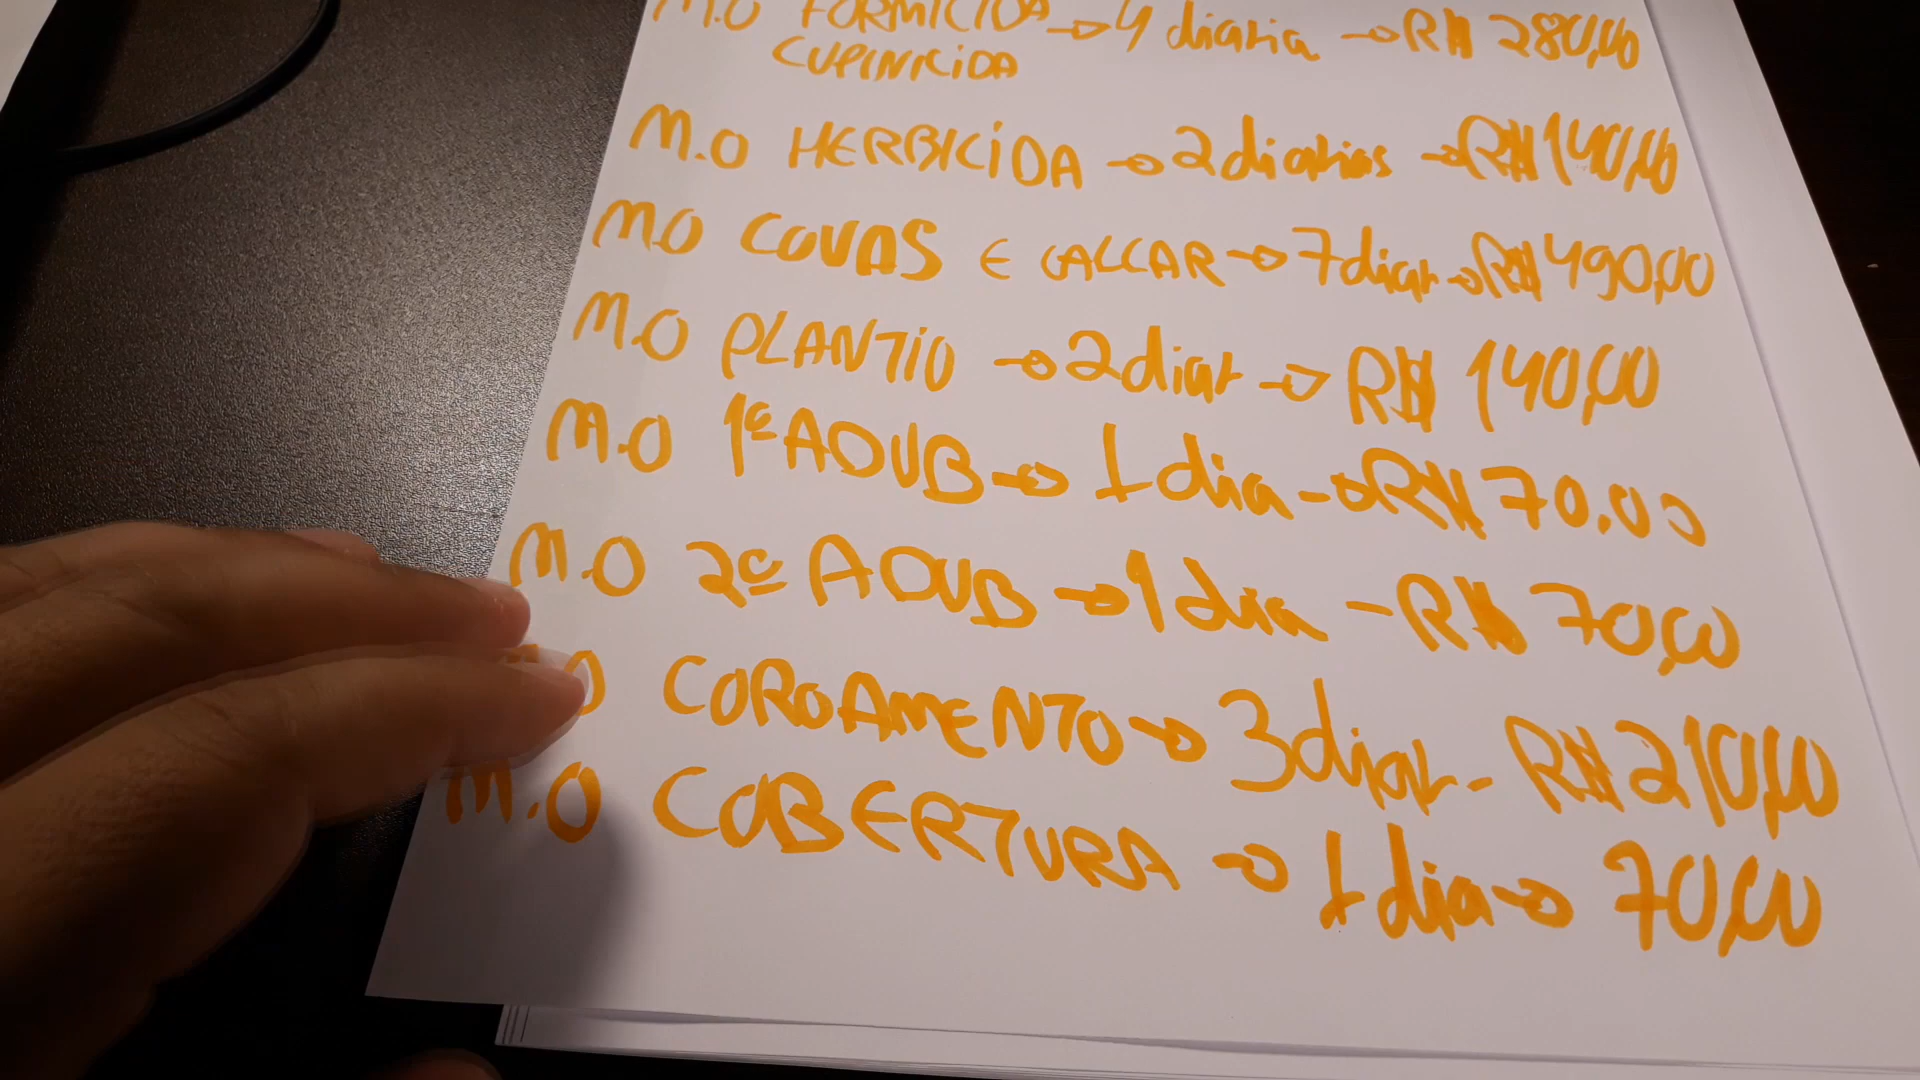 M.O FORMICIDA → 4 diaria → R$ 280,00
CUPINICIDA
M.O HERBICIDA → 2 diarias → R$ 140,00
M.O COVAS E CALCAR → 7 diar → R$ 490,00
M.O PLANTIO → 2 diar → R$ 140,00
M.O 1ª ADUB → 1 dia → R$ 70.00
M.O 2ª ADUB → 1 dia - R$ 70,00
M.O COROAMENTO → 3 diar - R$ 210,00
M.O COBERTURA → 1 dia → 70,00